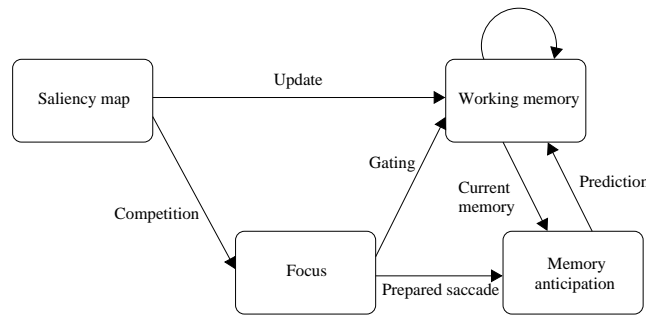 Update
Saliency map
Working memory
Gating
Prediction
Current
memory
Competition
Focus
Memory
anticipation
Prepared saccade